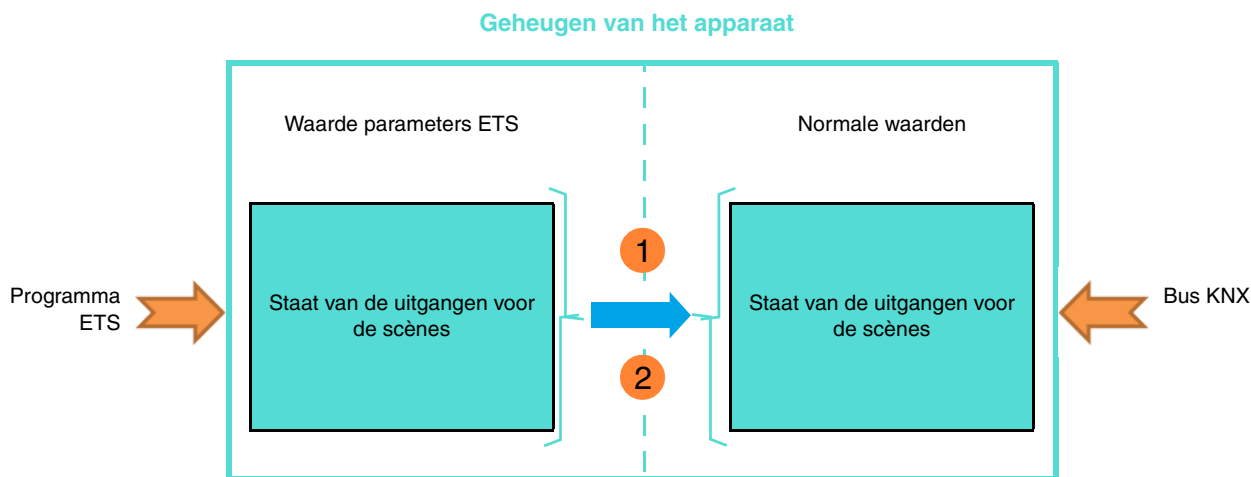 Geheugen van het apparaat
Waarde parameters ETS
Normale waarden
1
Programma
ETS
Staat van de uitgangen voor
de scènes
Staat van de uitgangen voor
de scènes
Bus KNX
2